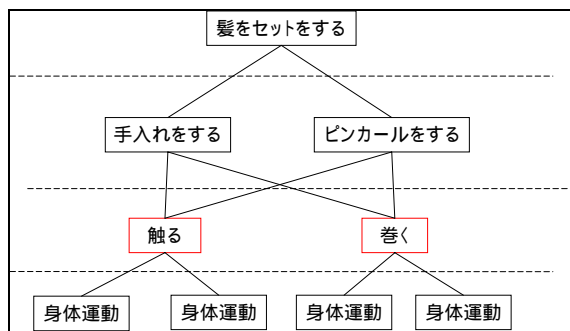 髪をセットをする
手入れをする
ピンカールをする
触る
巻く
身体運動
身体運動
身体運動
身体運動